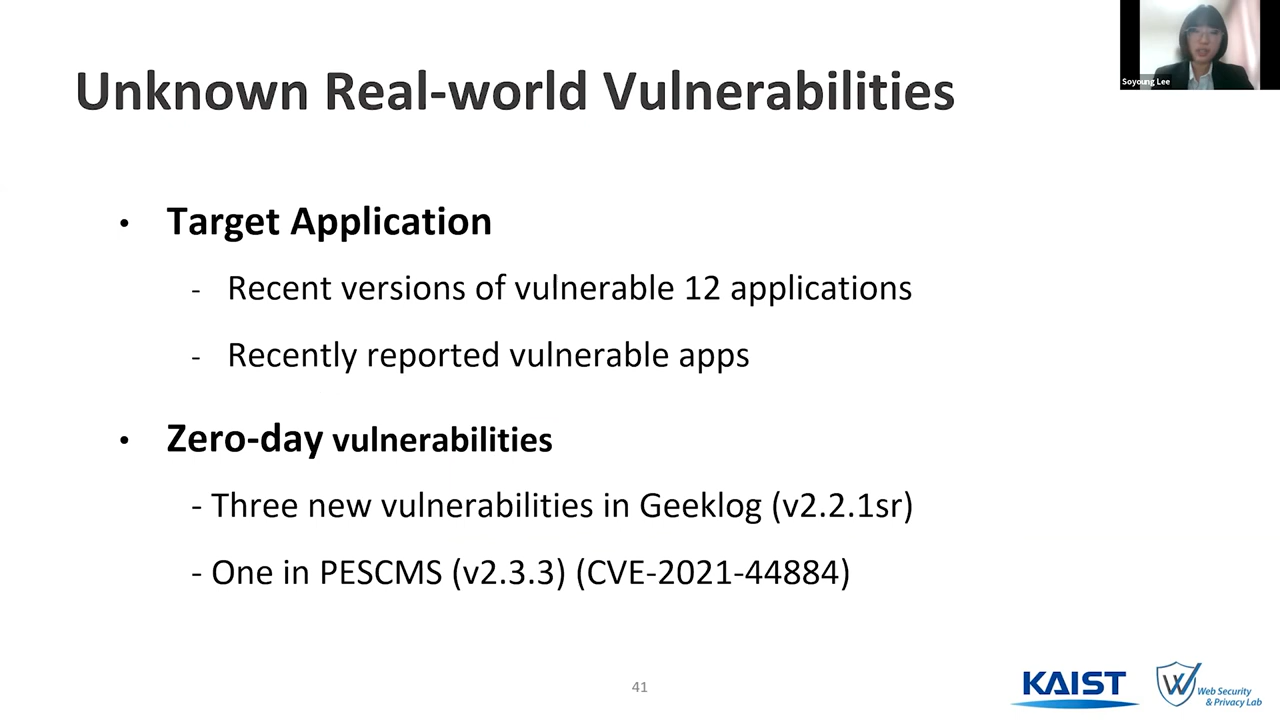 Soyoung Lee
Unknown Real-world Vulnerabilities
• Target Application
- Recent versions of vulnerable 12 applications
- Recently reported vulnerable apps
• Zero-day vulnerabilities
- Three new vulnerabilities in Geeklog (v2.2.1sr)
- One in PESCMS (v2.3.3) (CVE-2021-44884)
41
KAIST
W
Web Security
& Privacy Lab